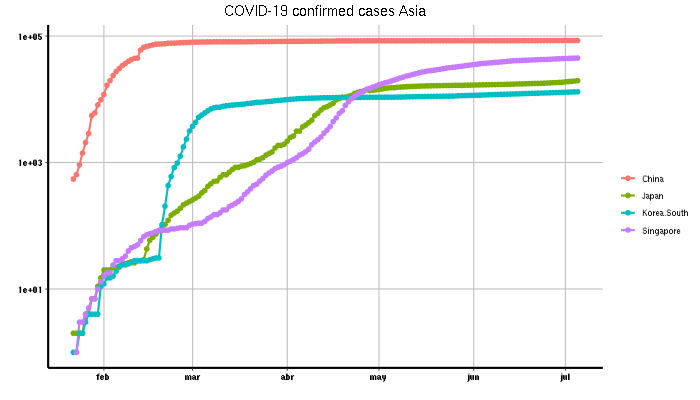 COVID-19 confirmed cases Asia
1e+05
1e+03
1e+01
feb mar abr may jun jul
China
Japan
Korea.South
Singapore